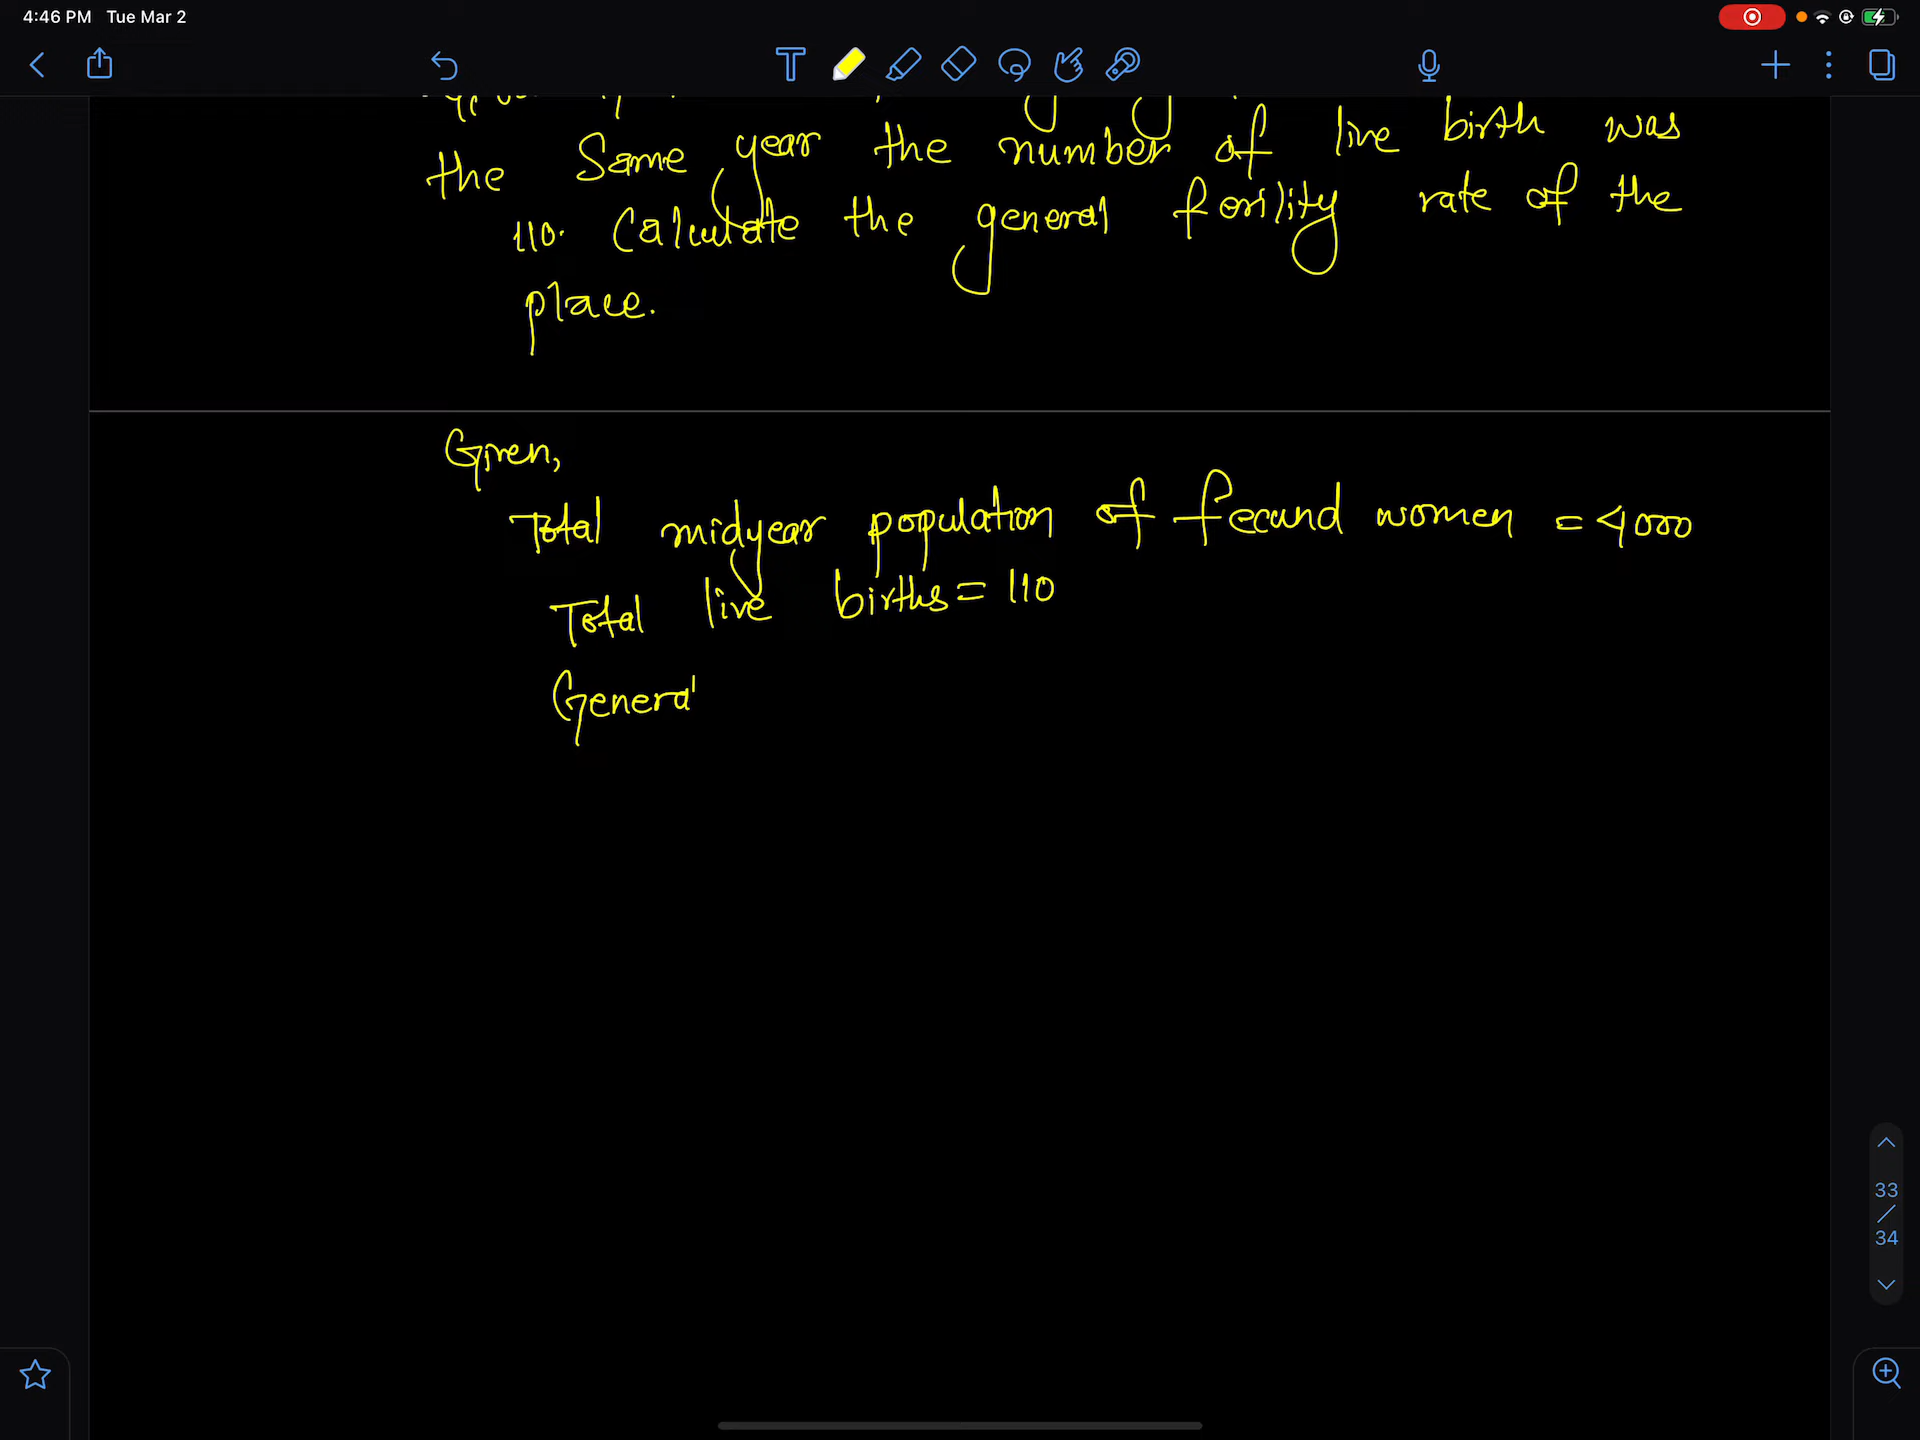 4:46 PM Tue Mar 2
the Same year the number of live birth was
110. Calculate the general ferility rate of the
place.
Given,
Total midyear population of fecund women = 4000
Total live births = 110
General
33
/
34